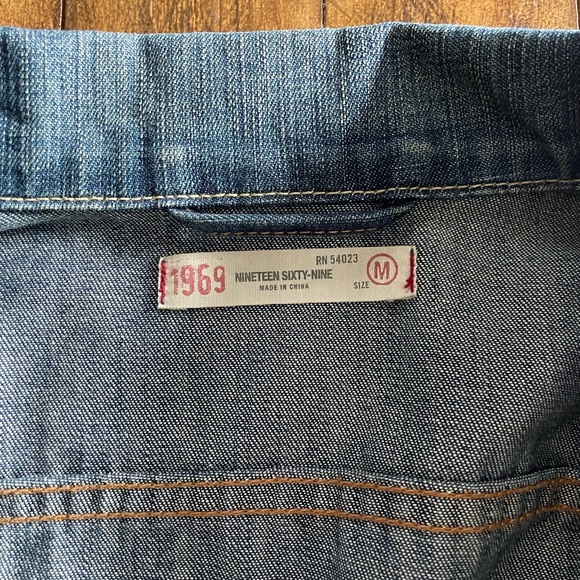 RN 54023
1969 NINETEEN SIXTY-NINE
MADE IN CHINA
SIZE M